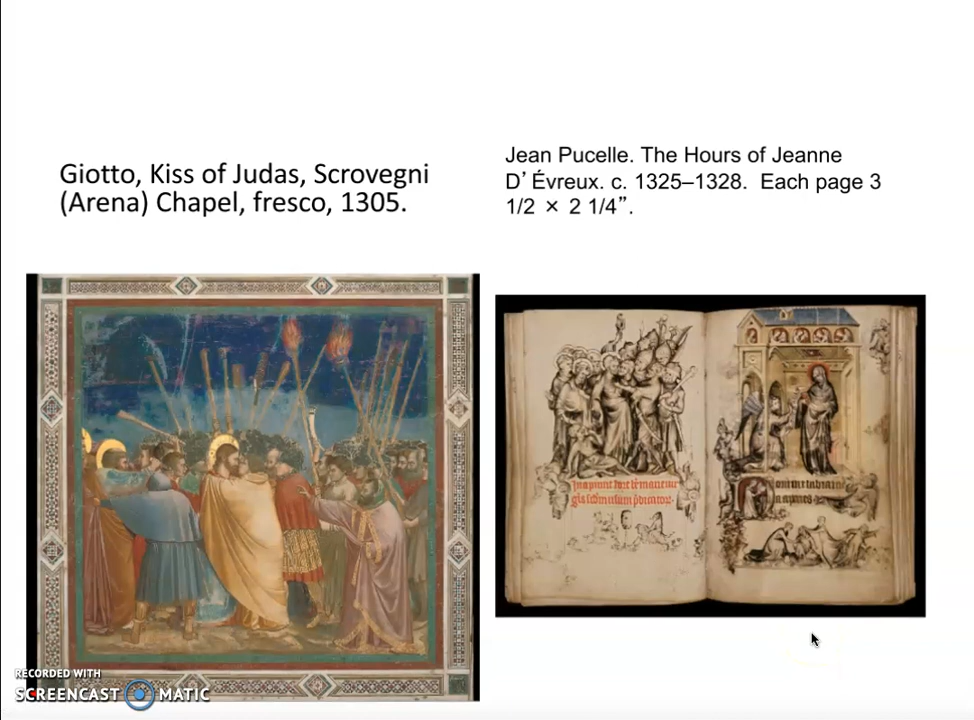 Giotto, Kiss of Judas, Scrovegni
(Arena) Chapel, fresco, 1305.
Jean Pucelle. The Hours of Jeanne
D’Évreux. c. 1325–1328.  Each page 3
1/2 × 2 1/4”.
RECORDED WITH
SCREENCAST MATIC